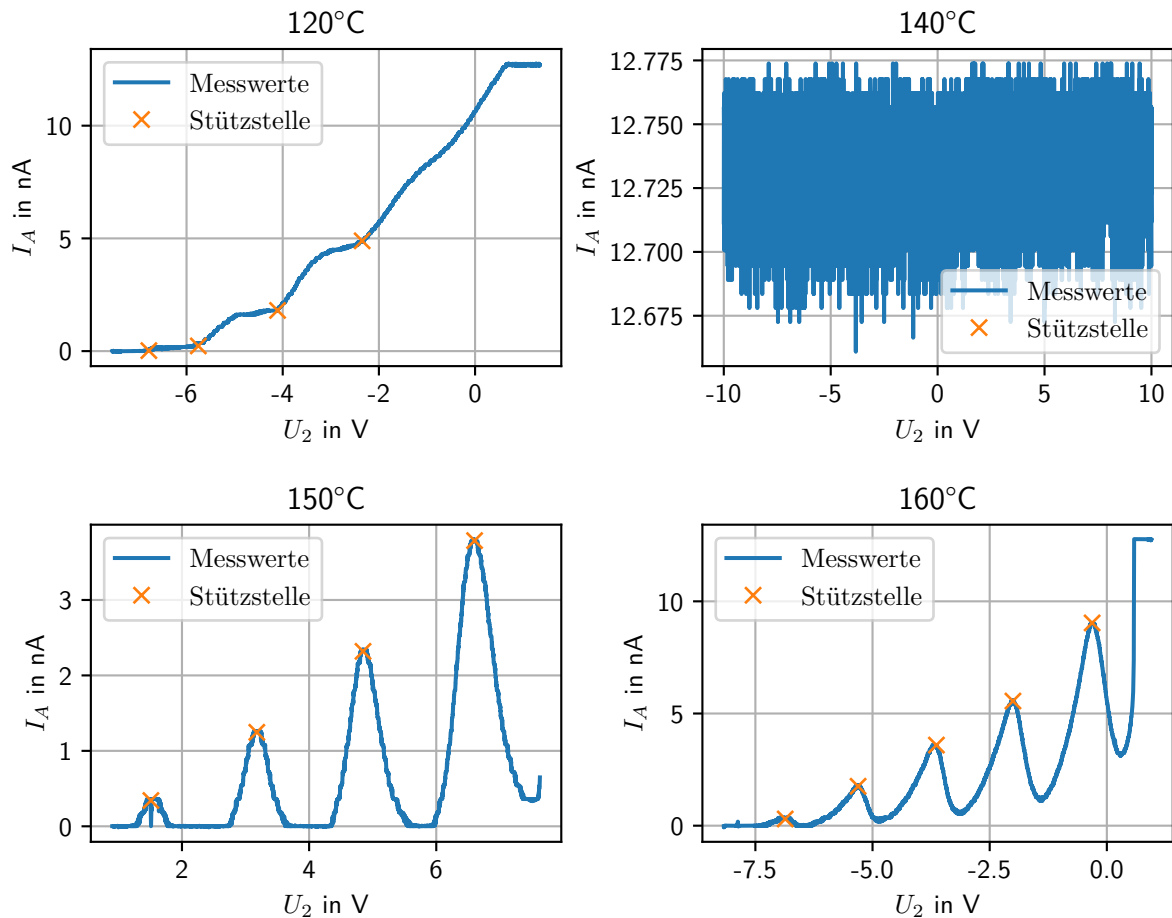 120°C
Messwerte
Stützstelle
10
5
0
I_A in nA
-6
-4
-2
0
U_2 in V
140°C
12.775
12.750
12.725
12.700
12.675
I_A in nA
Messwerte
Stützstelle
-10
-5
0
5
10
U_2 in V
150°C
Messwerte
Stützstelle
3
2
1
0
I_A in nA
2
4
6
U_2 in V
160°C
Messwerte
Stützstelle
10
5
0
I_A in nA
-7.5
-5.0
-2.5
0.0
U_2 in V